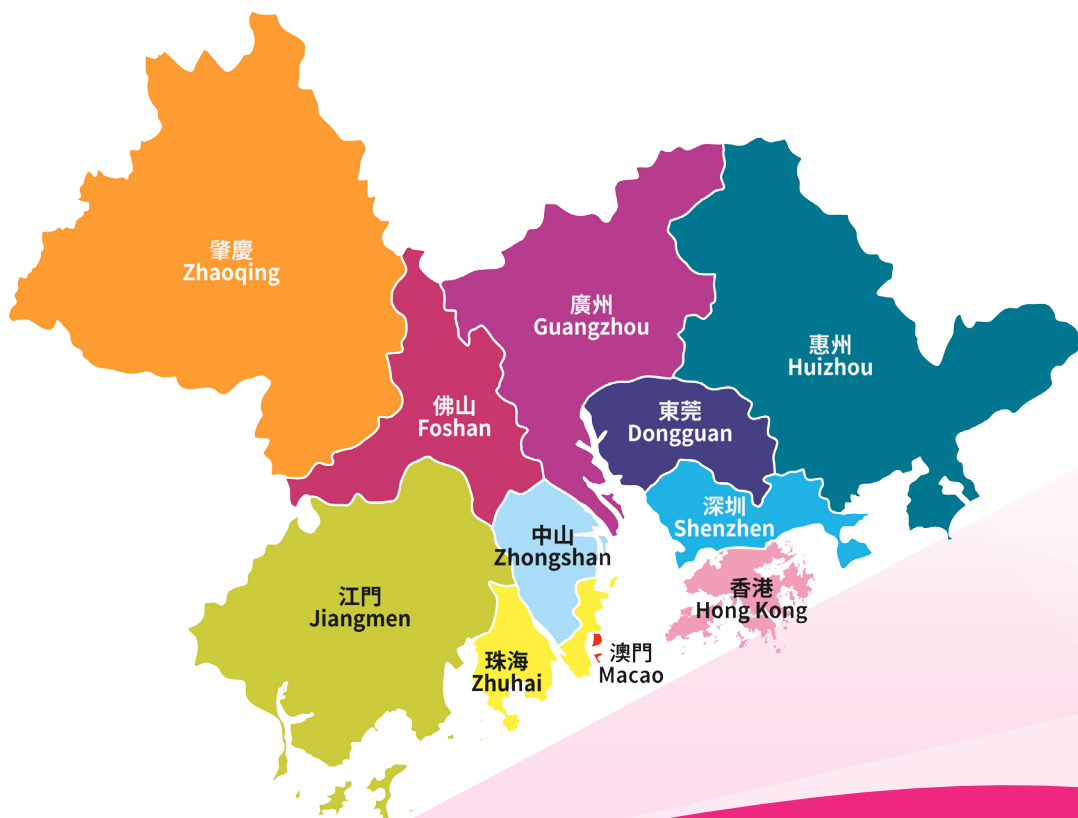 肇慶
Zhaoqing
廣州
Guangzhou
惠州
Huizhou
佛山
Foshan
東莞
Dongguan
深圳
Shenzhen
中山
Zhongshan
香港
Hong Kong
江門
Jiangmen
珠海
Zhuhai
澳門
Macao